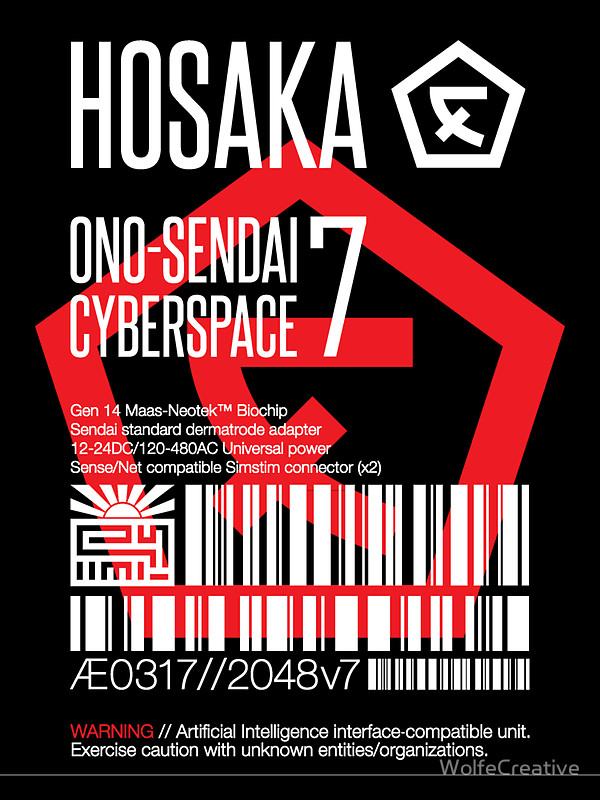 HOSAKA
ONO-SENDAI 7
CYBERSPACE
Gen 14 Maas-Neotek™ Biochip
Sendai standard dermatrode adapter
12-24DC/120-480AC Universal power
Sense/Net compatible Simstim connector (x2)
Æ0317//2048v7
WARNING // Artificial Intelligence interface-compatible unit.
Exercise caution with unknown entities/organizations.
WolfeCreative